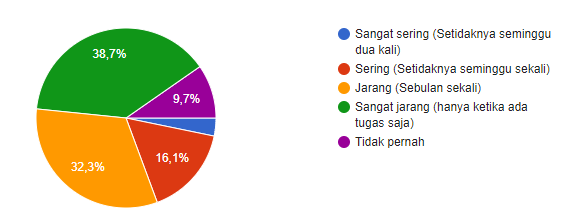 38,7%
9,7%
16,1%
32,3%
Sangat sering (Setidaknya seminggu
dua kali)
Sering (Setidaknya seminggu sekali)
Jarang (Sebulan sekali)
Sangat jarang (hanya ketika ada
tugas saja)
Tidak pernah